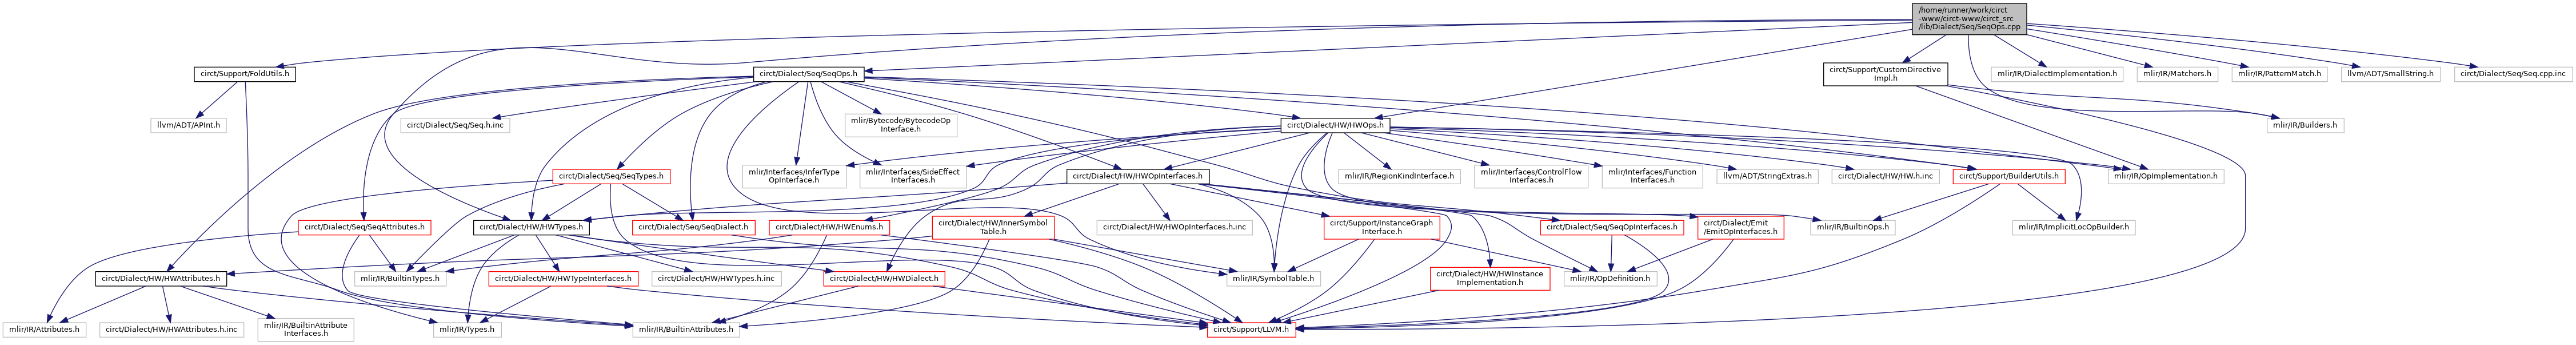 /home/runner/work/circt
-www/circt-www/circt_src
/lib/Dialect/Seq/SeqOps.cpp
circt/Support/FoldUtils.h
circt/Dialect/Seq/SeqOps.h
circt/Support/CustomDirective
Impl.h
mlir/IR/DialectImplementation.h
mlir/IR/Matchers.h
mlir/IR/PatternMatch.h
llvm/ADT/SmallString.h
circt/Dialect/Seq/Seq.cpp.inc
llvm/ADT/APInt.h
circt/Dialect/Seq/Seq.h.inc
mlir/Bytecode/BytecodeOp
Interface.h
circt/Dialect/HW/HWOps.h
mlir/IR/Builders.h
circt/Dialect/Seq/SeqTypes.h
mlir/Interfaces/InferType
OpInterface.h
mlir/Interfaces/SideEffect
Interfaces.h
circt/Dialect/HW/HWOpInterfaces.h
mlir/IR/RegionKindInterface.h
mlir/Interfaces/ControlFlow
Interfaces.h
mlir/Interfaces/Function
Interfaces.h
llvm/ADT/StringExtras.h
circt/Dialect/HW/HW.h.inc
circt/Support/BuilderUtils.h
mlir/IR/OpImplementation.h
circt/Dialect/Seq/SeqAttributes.h
circt/Dialect/HW/HWTypes.h
circt/Dialect/Seq/SeqDialect.h
circt/Dialect/HW/HWEnums.h
circt/Dialect/HW/InnerSymbol
Table.h
circt/Dialect/HW/HWOpInterfaces.h.inc
circt/Support/InstanceGraph
Interface.h
circt/Dialect/Seq/SeqOpInterfaces.h
circt/Dialect/Emit
/EmitOpInterfaces.h
mlir/IR/BuiltinOps.h
mlir/IR/ImplicitLocOpBuilder.h
circt/Dialect/HW/HWAttributes.h
mlir/IR/BuiltinTypes.h
circt/Dialect/HW/HWTypeInterfaces.h
circt/Dialect/HW/HWTypes.h.inc
circt/Dialect/HW/HWDialect.h
mlir/IR/SymbolTable.h
circt/Dialect/HW/HWInstance
Implementation.h
mlir/IR/OpDefinition.h
mlir/IR/Attributes.h
circt/Dialect/HW/HWAttributes.h.inc
mlir/IR/BuiltinAttribute
Interfaces.h
mlir/IR/Types.h
mlir/IR/BuiltinAttributes.h
circt/Support/LLVM.h